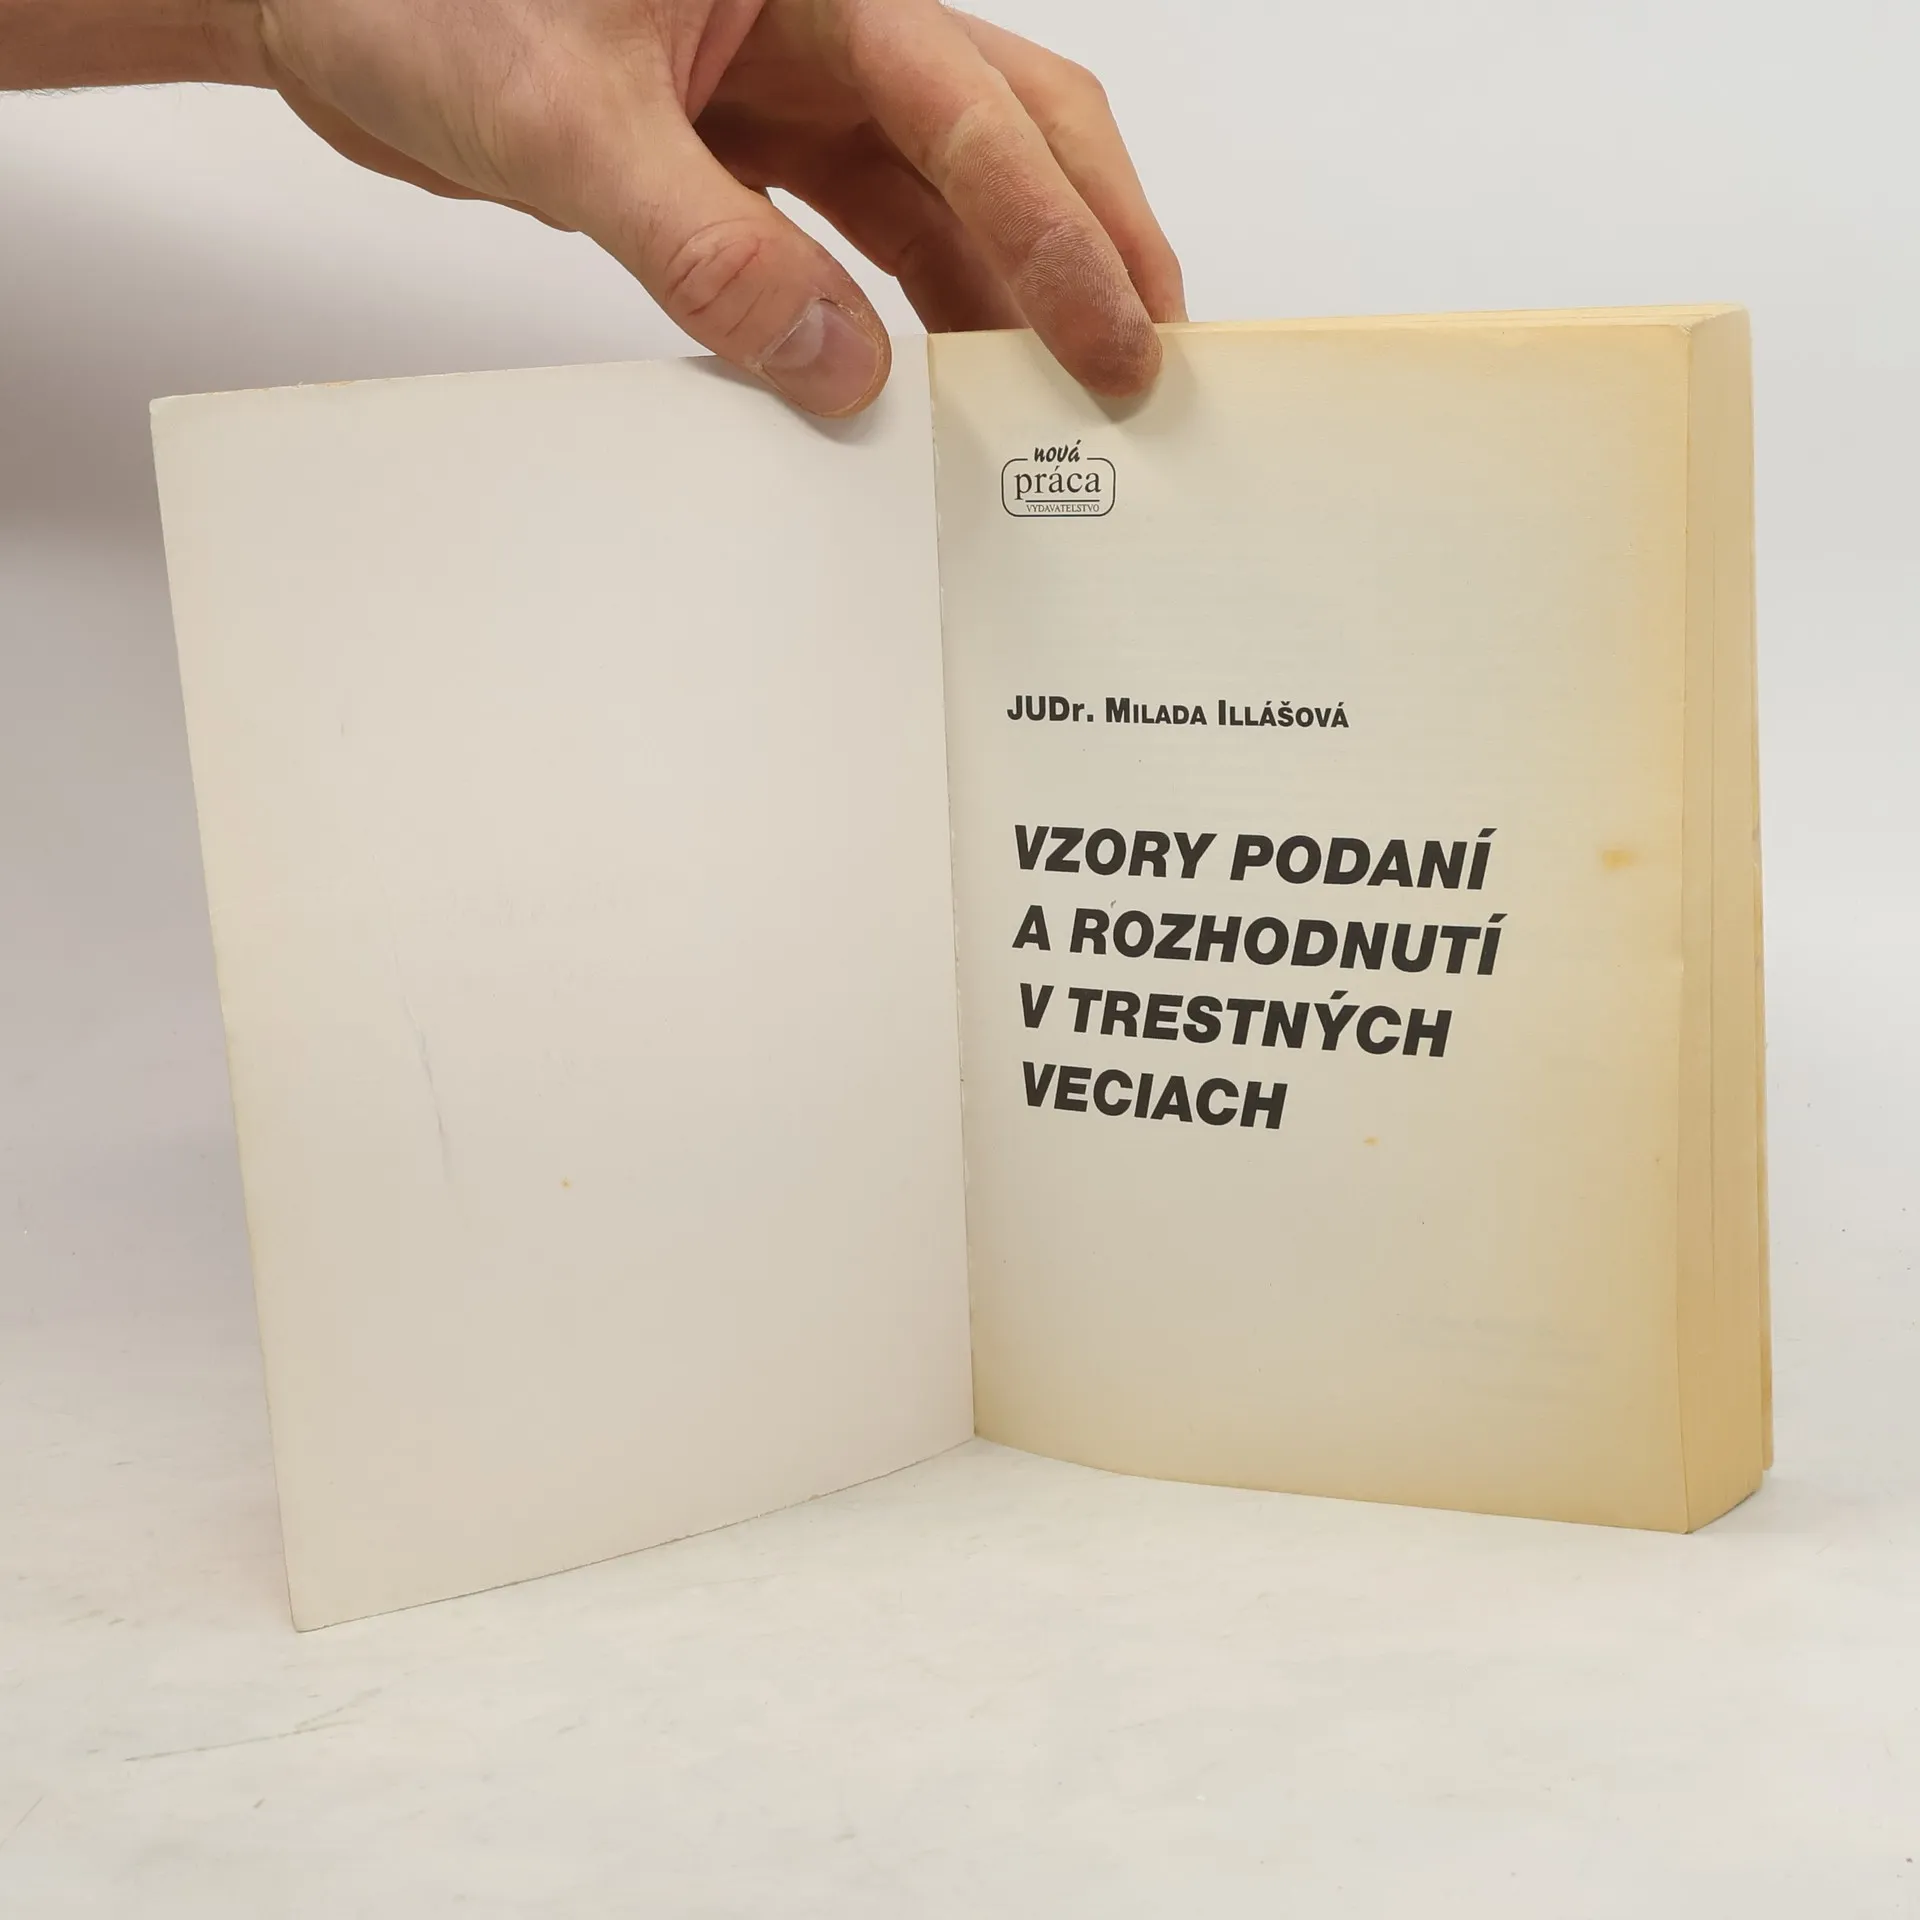 nová
práca
VYDAVATEĽSTVO
JUDr. MILADA ILLÁŠOVÁ
VZORY PODANÍ
A ROZHODNUTÍ
V TRESTNÝCH
VECIACH